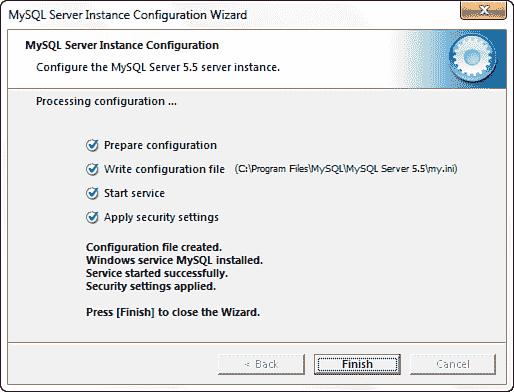 MySQL Server Instance Configuration Wizard
MySQL Server Instance Configuration
Configure the MySQL Server 5.5 server instance.
Processing configuration ...
Prepare configuration
Write configuration file (C:\Program Files\MySQL\MySQL Server 5.5\my.ini)
Start service
Apply security settings
Configuration file created.
Windows service MySQL installed.
Service started successfully.
Security settings applied.
Press [Finish] to close the Wizard.
< Back Finish Cancel